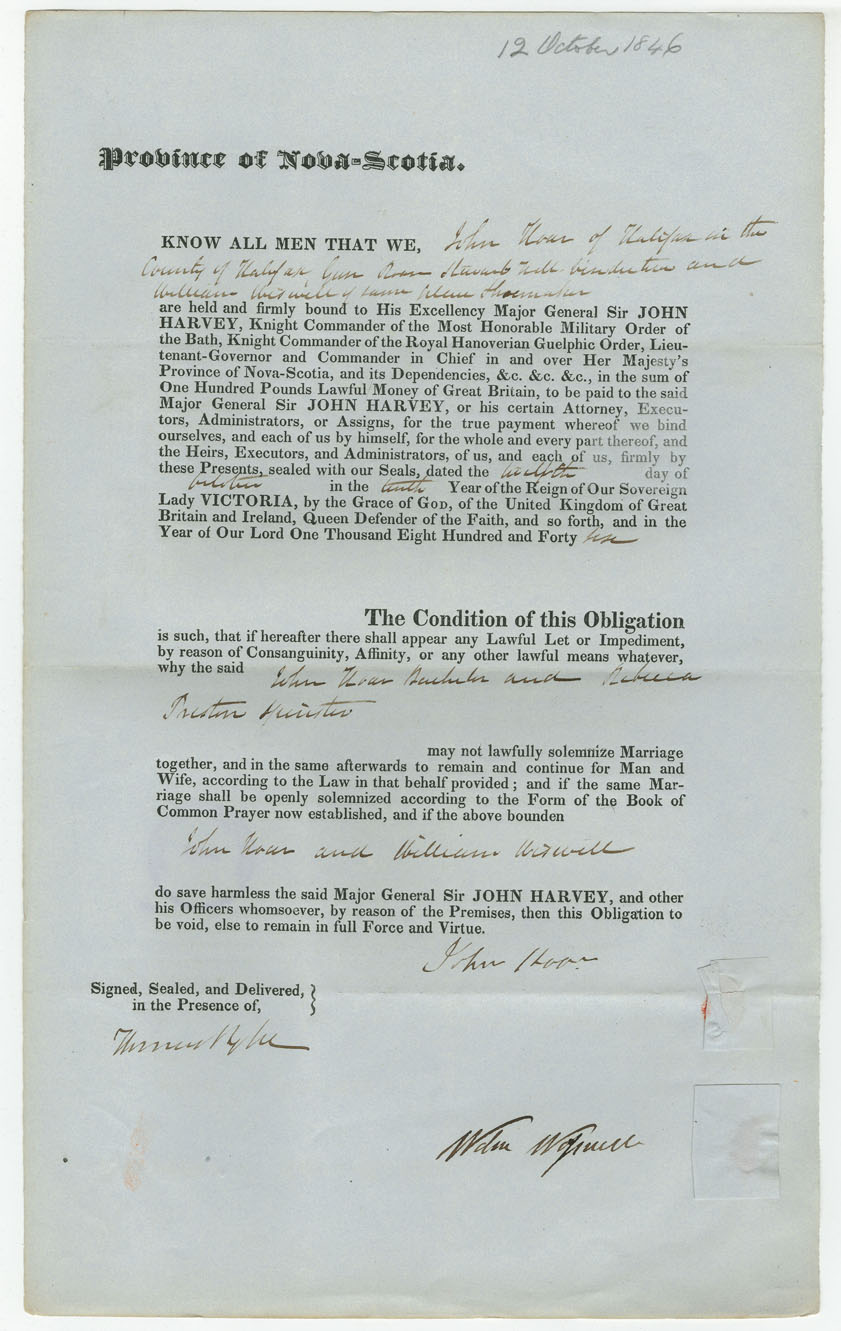 12 October 1846
Province of Nova-Scotia.
KNOW ALL MEN THAT WE, John Hoar of Halifax in the
County of Halifax Gun Room Steward and
William of same place Shoemaker
are held and firmly bound to His Excellency Major General Sir JOHN
HARVEY, Knight Commander of the Most Honorable Military Order of
the Bath, Knight Commander of the Royal Hanoverian Guelphic Order, Lieu-
tenant-Governor and Commander in Chief in and over Her Majesty's
Province of Nova-Scotia, and its Dependencies, &c. &c. &c., in the sum of
One Hundred Pounds Lawful Money of Great Britain, to be paid to the said
Major General Sir JOHN HARVEY, or his certain Attorney, Execu-
tors, Administrators, or Assigns, for the true payment whereof we bind
ourselves, and each of us by himself, for the whole and every part thereof, and
the Heirs, Executors, and Administrators, of us, and each of us, firmly by
these Presents, sealed with our Seals, dated the twelfth day of
October in the tenth Year of the Reign of Our Sovereign
Lady VICTORIA, by the Grace of GOD, of the United Kingdom of Great
Britain and Ireland, Queen Defender of the Faith, and so forth, and in the
Year of Our Lord One Thousand Eight Hundred and Forty six
The Condition of this Obligation
is such, that if hereafter there shall appear any Lawful Let or Impediment,
by reason of Consanguinity, Affinity, or any other lawful means whatever,
why the said John Hoar Bachelor and Rebecca
Preston Spinster
may not lawfully solemnize Marriage
together, and in the same afterwards to remain and continue for Man and
Wife, according to the Law in that behalf provided; and if the same Mar-
riage shall be openly solemnized according to the Form of the Book of
Common Prayer now established, and if the above bounden
John Hoar and William Wiswell
do save harmless the said Major General Sir JOHN HARVEY, and other
his Officers whomsoever, by reason of the Premises, then this Obligation to
be void, else to remain in full Force and Virtue.
John Hoar
Signed, Sealed, and Delivered,
in the Presence of,
Wm